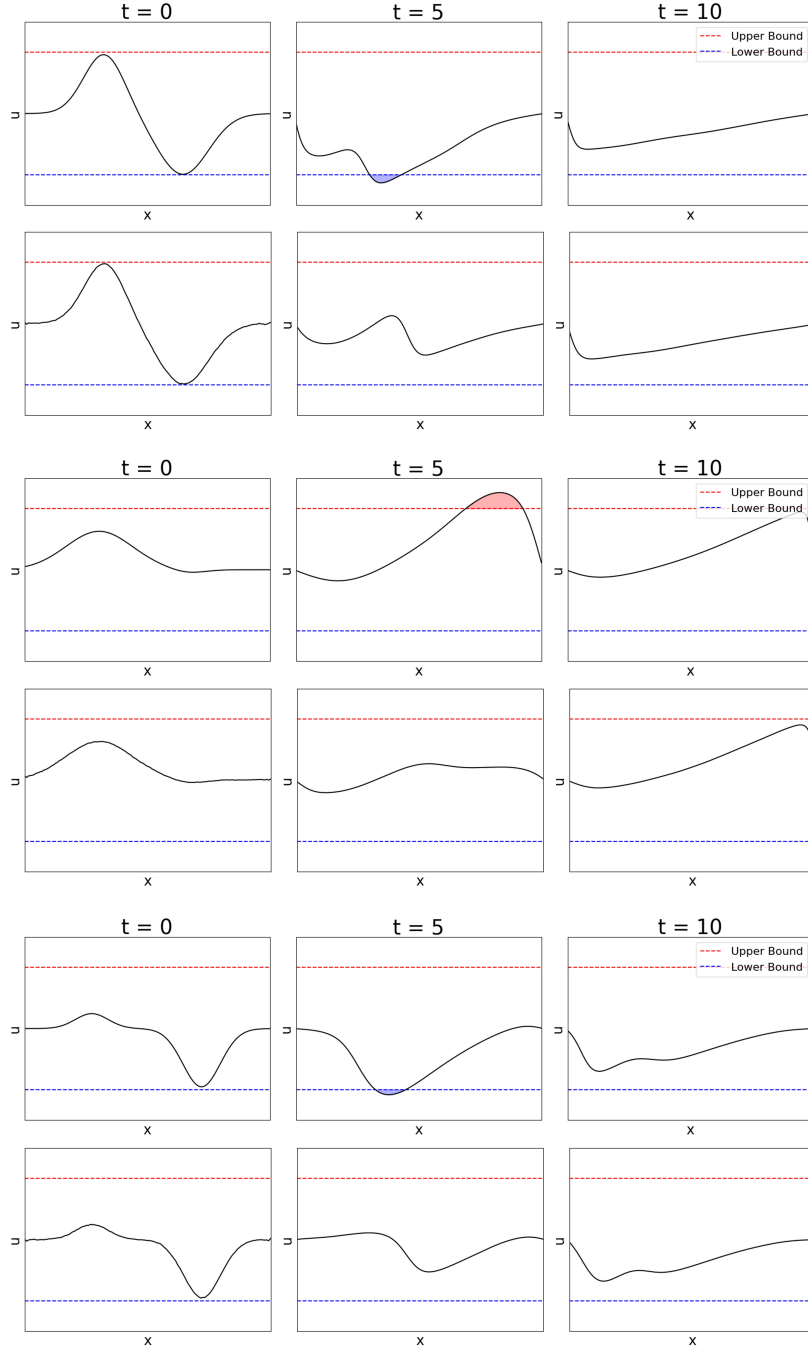 t = 0
t = 5
t = 10
u
u
u
Upper Bound
Lower Bound
x
x
x
u
u
u
x
x
x
t = 0
t = 5
t = 10
u
u
u
Upper Bound
Lower Bound
x
x
x
u
u
u
x
x
x
t = 0
t = 5
t = 10
u
u
u
Upper Bound
Lower Bound
x
x
x
u
u
u
x
x
x